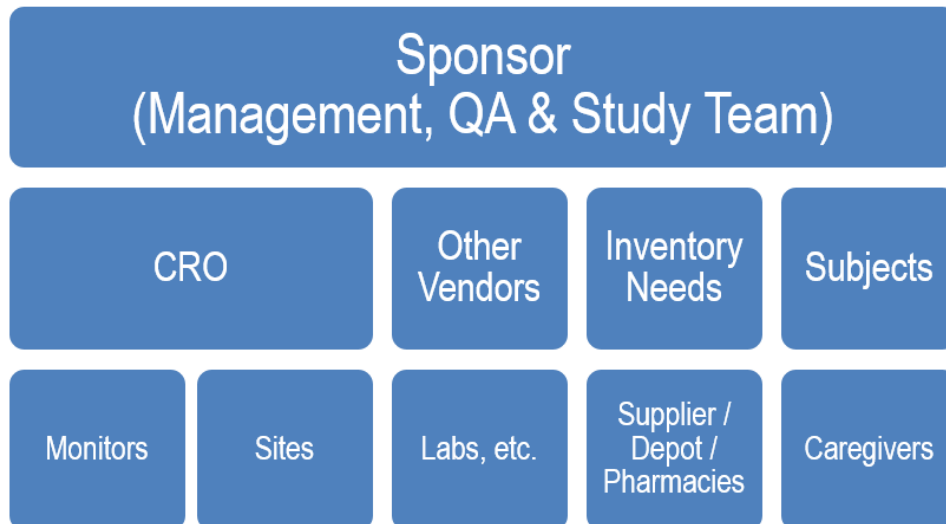 Sponsor
(Management, QA & Study Team)
CRO
Other
Vendors
Inventory
Needs
Subjects
Monitors
Sites
Labs, etc.
Supplier /
Depot /
Pharmacies
Caregivers